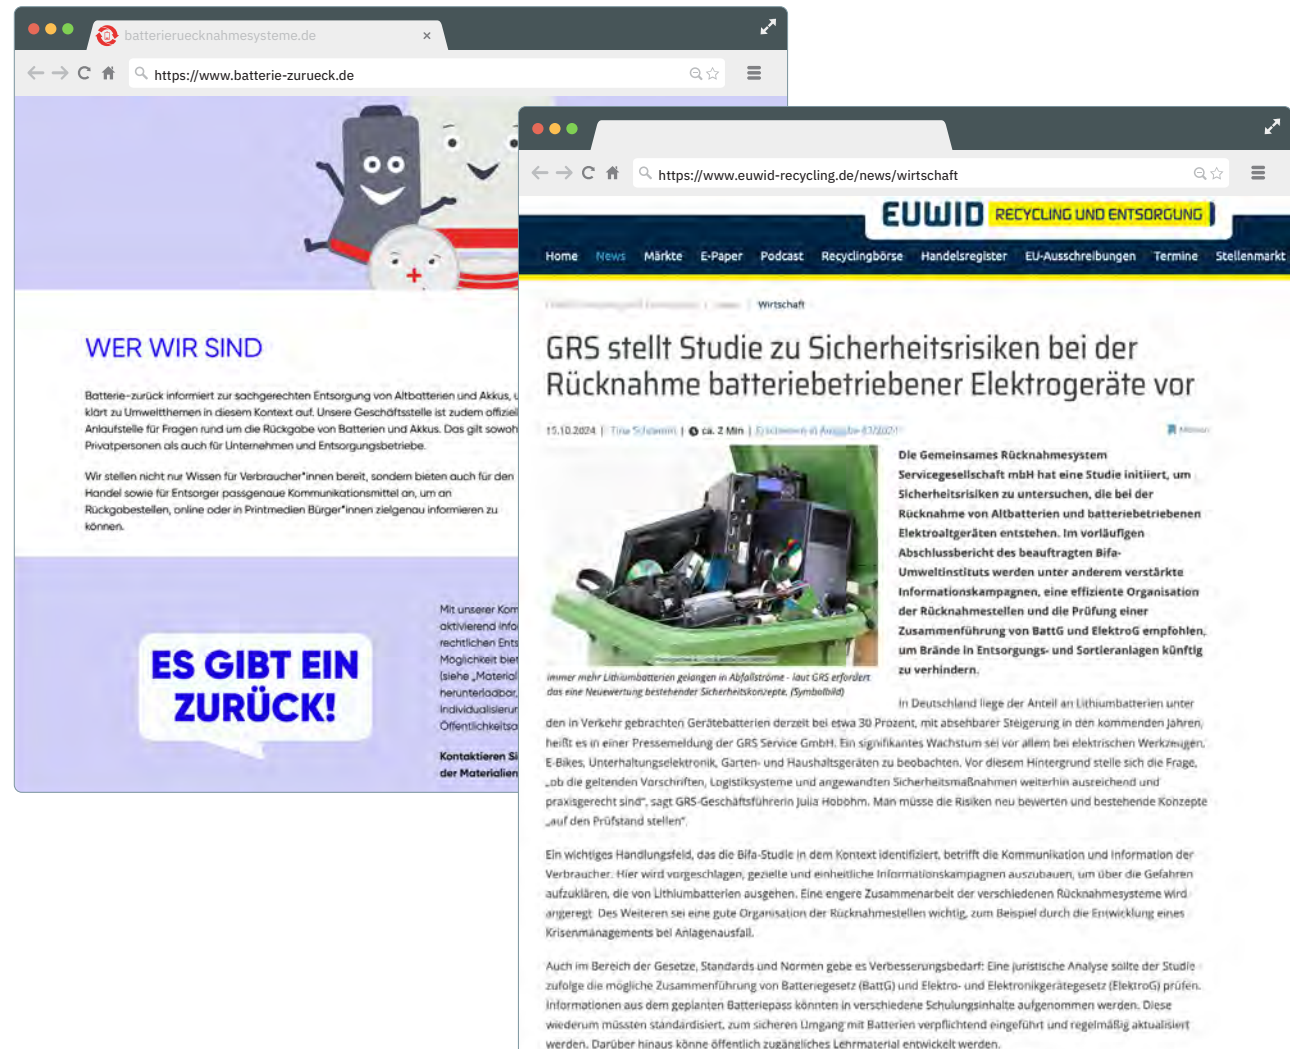 batterieruecknahmesysteme.de
https://www.batterie-zurueck.de
WER WIR SIND
Batterie-zurück informiert zur sachgerechten Entsorgung von Altbatterien und Akkus, u
klärt zu Umweltthemen in diesem Kontext auf. Unsere Geschäftsstelle ist zudem offiziel
Anlaufstelle für Fragen rund um die Rückgabe von Batterien und Akkus. Das gilt sowoh
Privatpersonen als auch für Unternehmen und Entsorgungsbetriebe.
Wir stellen nicht nur Wissen für Verbraucher*innen bereit, sondern bieten auch für den
Handel sowie für Entsorger passgenaue Kommunikationsmittel an, um an
Rückgabestellen, online oder in Printmedien Bürger*innen zielgenau informieren zu
können.
ES GIBT EIN
ZURÜCK!
Mit unserer Kom
aktivierend info
rechtlichen Ents
Möglichkeit biet
(siehe „Material
herunterladbar,
Individualisierun
Öffentlichkeitsa
Kontaktieren Si
der Materialien
https://www.euwid-recycling.de/news/wirtschaft
EUWID RECYCLING UND ENTSORGUNG
Home News Märkte E-Paper Podcast Recyclingbörse Handelsregister EU-Ausschreibungen Termine Stellenmarkt
Wirtschaft
GRS stellt Studie zu Sicherheitsrisiken bei der
Rücknahme batteriebetriebener Elektrogeräte vor
15.10.2024 | | ca. 2 Min |
Die Gemeinsames Rücknahmesystem
Servicegesellschaft mbH hat eine Studie initiiert, um
Sicherheitsrisiken zu untersuchen, die bei der
Rücknahme von Altbatterien und batteriebetriebenen
Elektroaltgeräten entstehen. Im vorläufigen
Abschlussbericht des beauftragten Bifa-
Umweltinstituts werden unter anderem verstärkte
Informationskampagnen, eine effiziente Organisation
der Rücknahmestellen und die Prüfung einer
Zusammenführung von BattG und ElektroG empfohlen,
um Brände in Entsorgungs- und Sortieranlagen künftig
zu verhindern.
Immer mehr Lithiumbatterien gelangen in Abfallströme - laut GRS erfordert
das eine Neuewertung bestehender Sicherheitskonzepte. (Symbolbild)
In Deutschland liege der Anteil an Lithiumbatterien unter
den in Verkehr gebrachten Gerätebatterien derzeit bei etwa 30 Prozent, mit absehbarer Steigerung in den kommenden Jahren,
heißt es in einer Pressemeldung der GRS Service GmbH. Ein signifikantes Wachstum sei vor allem bei elektrischen Werkzeugen,
E-Bikes, Unterhaltungselektronik, Garten- und Haushaltsgeräten zu beobachten. Vor diesem Hintergrund stelle sich die Frage,
„ob die geltenden Vorschriften, Logistiksysteme und angewandten Sicherheitsmaßnahmen weiterhin ausreichend und
praxisgerecht sind", sagt GRS-Geschäftsführerin Julia Hobohm. Man müsse die Risiken neu bewerten und bestehende Konzepte
„auf den Prüfstand stellen".
Ein wichtiges Handlungsfeld, das die Bifa-Studie in dem Kontext identifiziert, betrifft die Kommunikation und Information der
Verbraucher. Hier wird vorgeschlagen, gezielte und einheitliche Informationskampagnen auszubauen, um über die Gefahren
aufzuklären, die von Lithiumbatterien ausgehen. Eine engere Zusammenarbeit der verschiedenen Rücknahmesysteme wird
angeregt. Des Weiteren sei eine gute Organisation der Rücknahmestellen wichtig, zum Beispiel durch die Entwicklung eines
Krisenmanagements bei Anlagenausfall.
Auch im Bereich der Gesetze, Standards und Normen gebe es Verbesserungsbedarf: Eine juristische Analyse sollte der Studie
zufolge die mögliche Zusammenführung von Batteriegesetz (BattG) und Elektro- und Elektronikgerätegesetz (ElektroG) prüfen.
Informationen aus dem geplanten Batteriepass könnten in verschiedene Schulungsinhalte aufgenommen werden. Diese
wiederum müssten standardisiert, zum sicheren Umgang mit Batterien verpflichtend eingeführt und regelmäßig aktualisiert
werden. Darüber hinaus könne öffentlich zugängliches Lehrmaterial entwickelt werden.